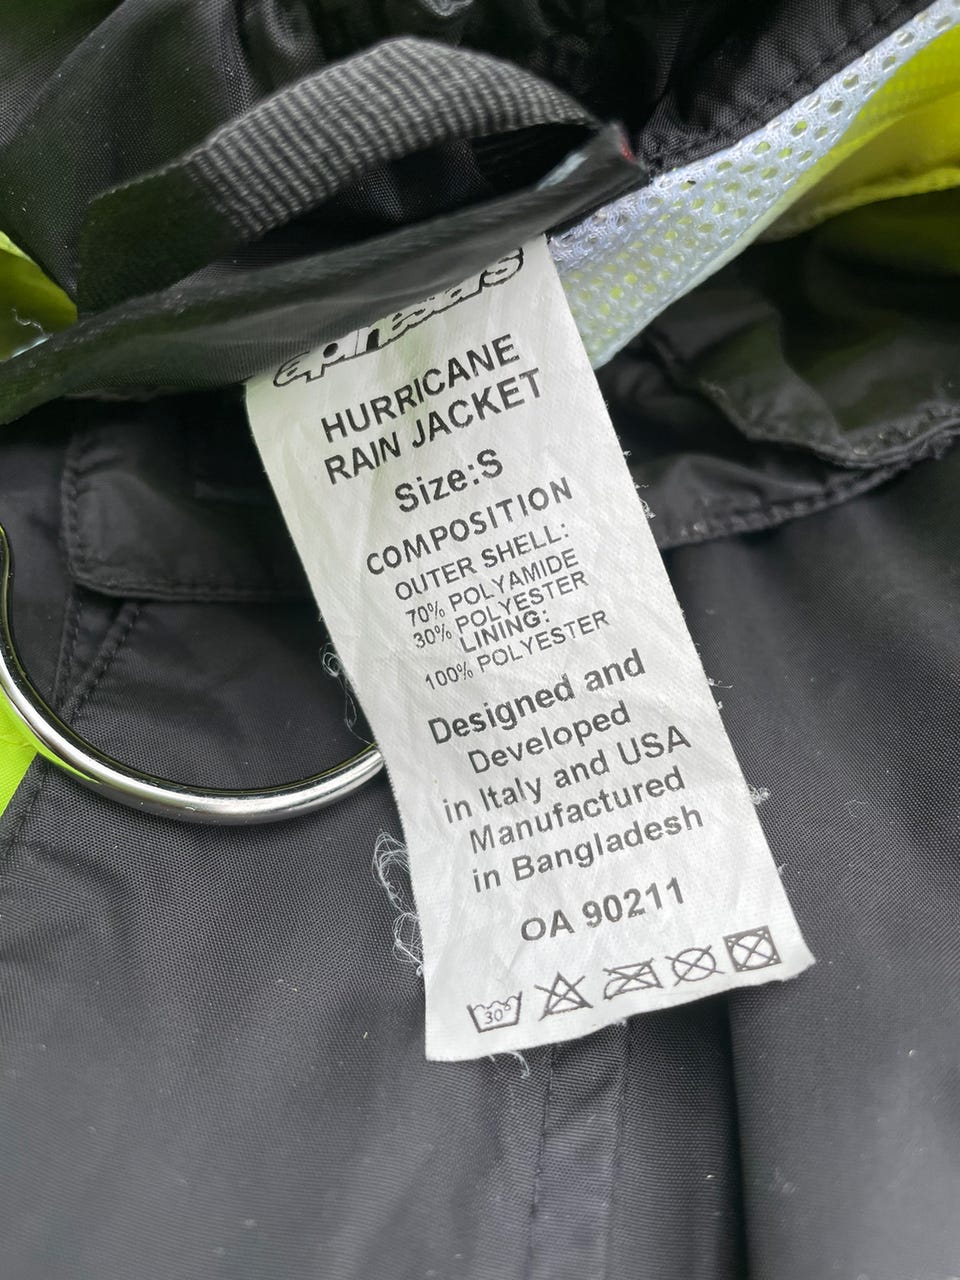 alpinestars
HURRICANE
RAIN JACKET
Size:S
COMPOSITION
OUTER SHELL:
70% POLYAMIDE
30% POLYESTER
LINING:
100% POLYESTER
Designed and
Developed
in Italy and USA
Manufactured
in Bangladesh
OA 90211
30°